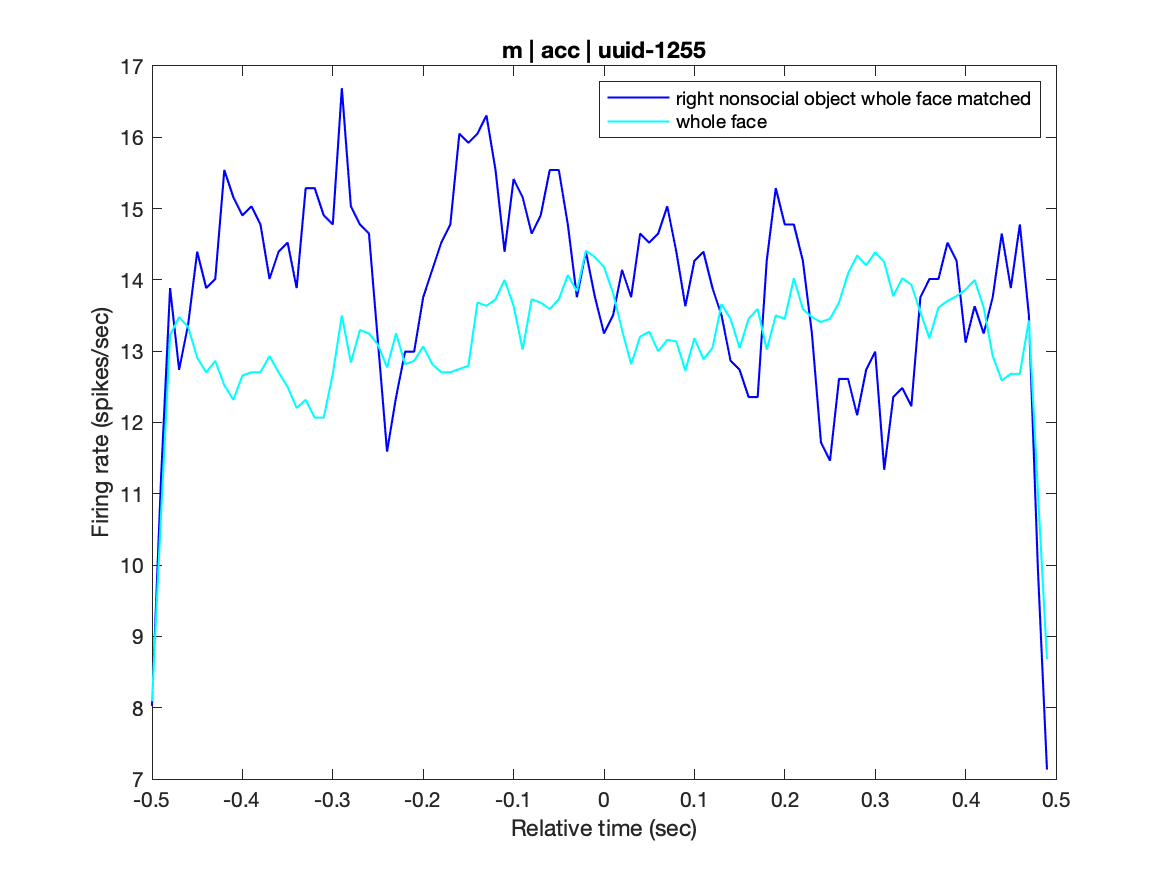 m | acc | uuid-1255
right nonsocial object whole face matched
whole face
17
16
15
14
13
12
11
10
9
8
7
Firing rate (spikes/sec)
-0.5 -0.4 -0.3 -0.2 -0.1 0 0.1 0.2 0.3 0.4 0.5
Relative time (sec)